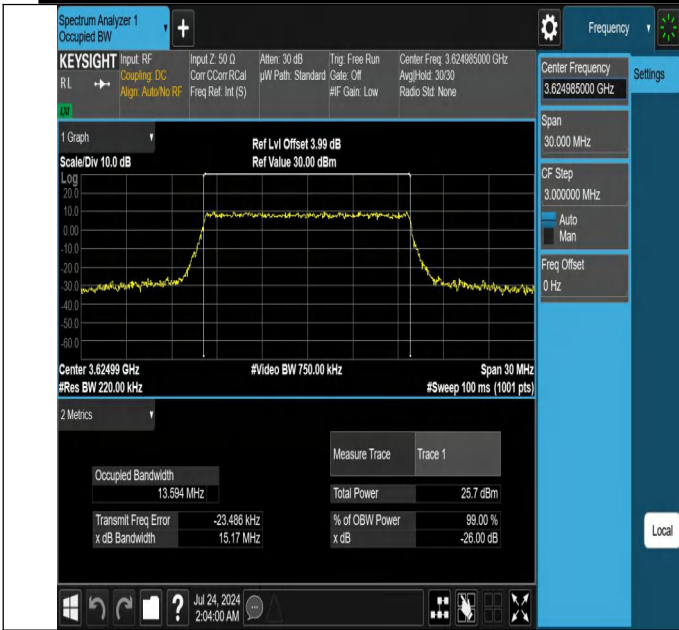 Spectrum Analyzer 1
Occupied BW
+
Frequency
KEYSIGHT
RL
LXI
Input: RF
Coupling: DC
Align: Auto/No RF
Input Z: 50 Ω
Corr CCorr RCal
Freq Ref: Int (S)
Atten: 30 dB
µW Path: Standard
Trig: Free Run
Gate: Off
#IF Gain: Low
Center Freq: 3.624985000 GHz
Avg|Hold: 30/30
Radio Std: None
1 Graph
Scale/Div 10.0 dB
Ref Lvl Offset 3.99 dB
Ref Value 30.00 dBm
Log
20.0
10.0
0.00
-10.0
-20.0
-30.0
-40.0
-50.0
-60.0
Center 3.62499 GHz
#Video BW 750.00 kHz
Span 30 MHz
#Res BW 220.00 kHz
#Sweep 100 ms (1001 pts)
2 Metrics
Measure Trace Trace 1
Occupied Bandwidth
13.594 MHz
Total Power 25.7 dBm
Transmit Freq Error -23.486 kHz
% of OBW Power 99.00 %
x dB Bandwidth 15.17 MHz
x dB -26.00 dB
?
Jul 24, 2024
2:04:00 AM
Center Frequency
3.624985000 GHz
Settings
Span
30.000 MHz
CF Step
3.000000 MHz
Auto
Man
Freq Offset
0 Hz
Local